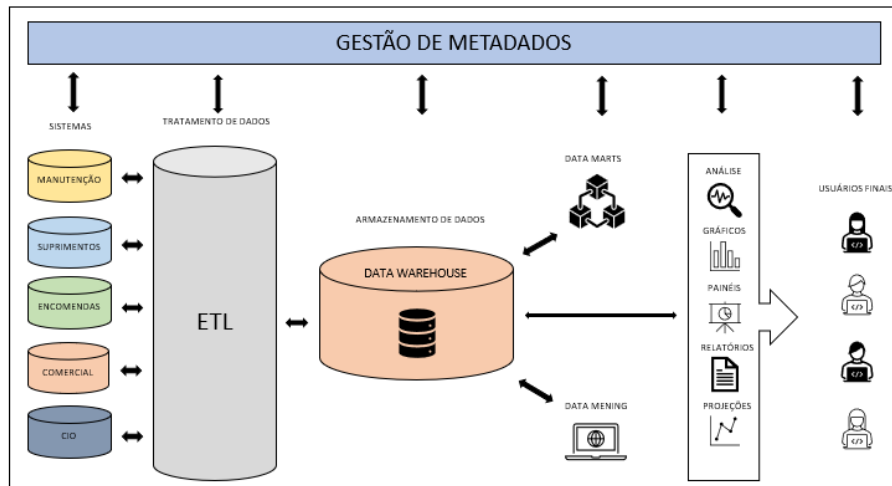 GESTÃO DE METADADOS
SISTEMAS
MANUTENÇÃO
SUPRIMENTOS
ENCOMENDAS
COMERCIAL
CIO
TRATAMENTO DE DADOS
ETL
ARMAZENAMENTO DE DADOS
DATA WAREHOUSE
DATA MARTS
DATA MENING
ANÁLISE
GRÁFICOS
PAINÉIS
RELATÓRIOS
PROJEÇÕES
USUÁRIOS FINAIS